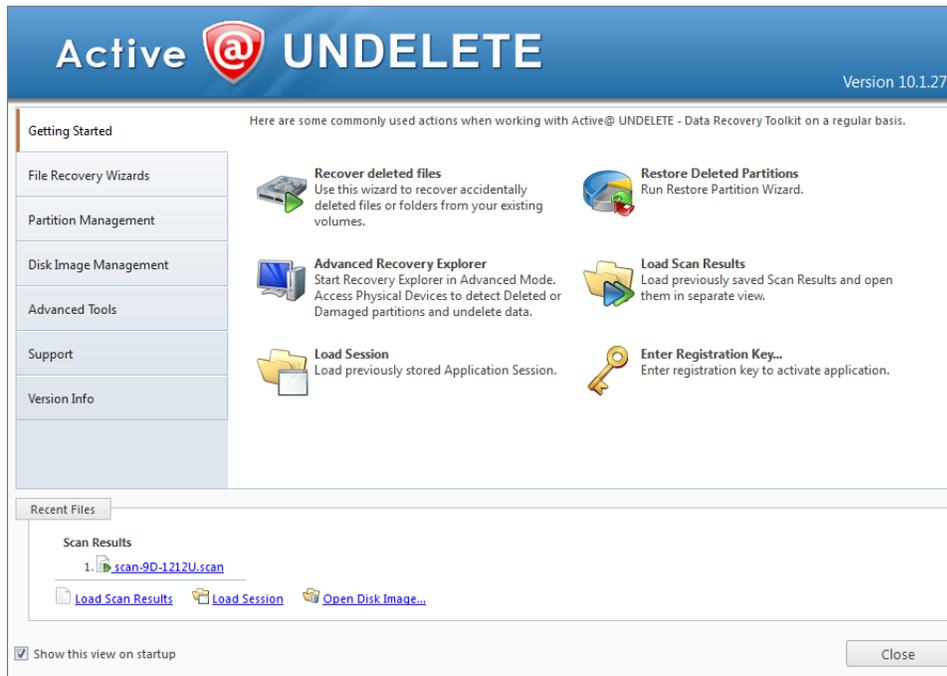 Active @ UNDELETE
Version 10.1.27
Getting Started
File Recovery Wizards
Partition Management
Disk Image Management
Advanced Tools
Support
Version Info
Here are some commonly used actions when working with Active@ UNDELETE - Data Recovery Toolkit on a regular basis.
Recover deleted files
Use this wizard to recover accidentally
deleted files or folders from your existing
volumes.
Restore Deleted Partitions
Run Restore Partition Wizard.
Advanced Recovery Explorer
Start Recovery Explorer in Advanced Mode.
Access Physical Devices to detect Deleted or
Damaged partitions and undelete data.
Load Scan Results
Load previously saved Scan Results and open
them in separate view.
Load Session
Load previously stored Application Session.
Enter Registration Key...
Enter registration key to activate application.
Recent Files
Scan Results
1. scan-9D-1212U.scan
Load Scan Results Load Session Open Disk Image...
Show this view on startup
Close